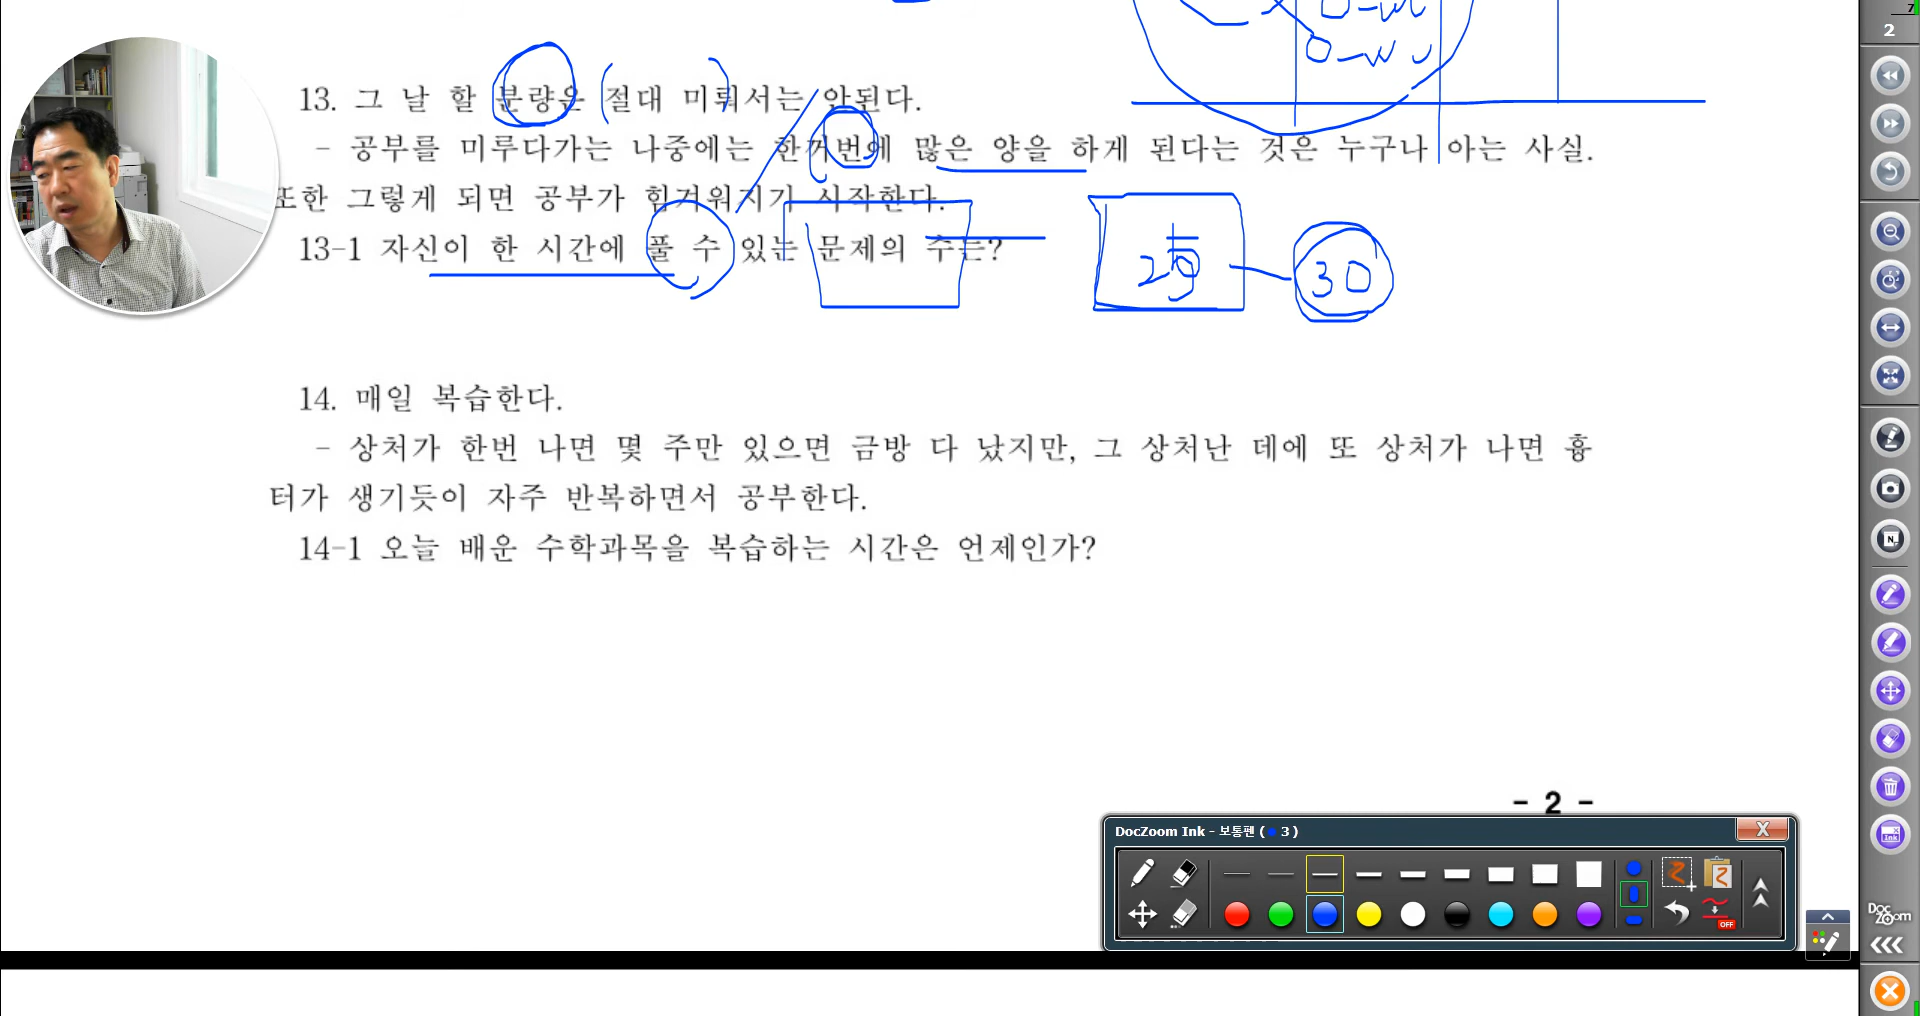 7
2
13. 그 날 할 분량은 절대 미뤄서는 안된다.
- 공부를 미루다가는 나중에는 한꺼번에 많은 양을 하게 된다는 것은 누구나 아는 사실.
또한 그렇게 되면 공부가 힘겨워지기 시작한다.
13-1 자신이 한 시간에 풀 수 있는 문제의 수는?
30
14. 매일 복습한다.
- 상처가 한번 나면 몇 주만 있으면 금방 다 났지만, 그 상처난 데에 또 상처가 나면 흉
터가 생기듯이 자주 반복하면서 공부한다.
14-1 오늘 배운 수학과목을 복습하는 시간은 언제인가?
- 2 -
DocZoom Ink - 보통펜 ( 3 )
OFF
Doc Zoom